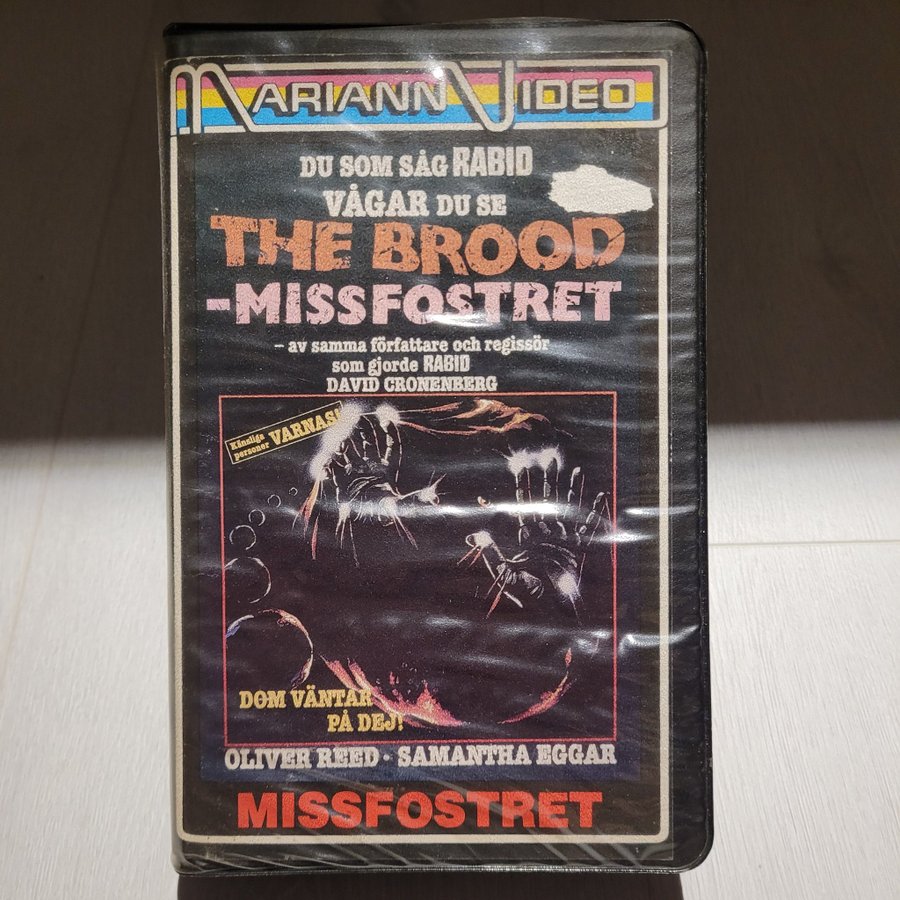 MARIANN VIDEO
DU SOM SÅG RABID
VÅGAR DU SE
THE BROOD
-MISSFOSTRET
- av samma författare och regissör
som gjorde RABID
DAVID CRONENBERG
Känsliga
personer VARNAS!
DOM VÄNTAR
PÅ DEJ!
OLIVER REED · SAMANTHA EGGAR
MISSFOSTRET